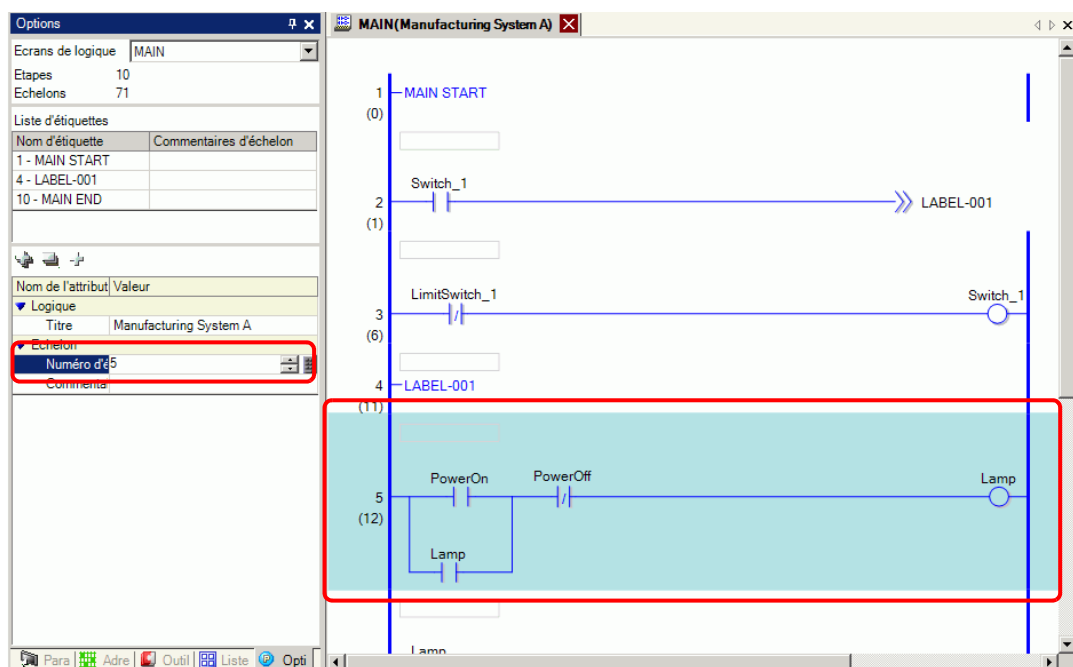 Options
Ecrans de logique MAIN
Etapes 10
Echelons 71
Liste d'étiquettes
Nom d'étiquette Commentaires d'échelon
1 - MAIN START
4 - LABEL-001
10 - MAIN END
Nom de l'attribut Valeur
Logique
Titre Manufacturing System A
Echelon
Numéro d'é 5
Commenta
Para Adre Outil Liste Opti
MAIN(Manufacturing System A)
1 MAIN START
(0)
Switch_1
2 LABEL-001
(1)
LimitSwitch_1 Switch_1
3
(6)
4 LABEL-001
(11)
PowerOn PowerOff Lamp
5
(12)
Lamp
Lamp